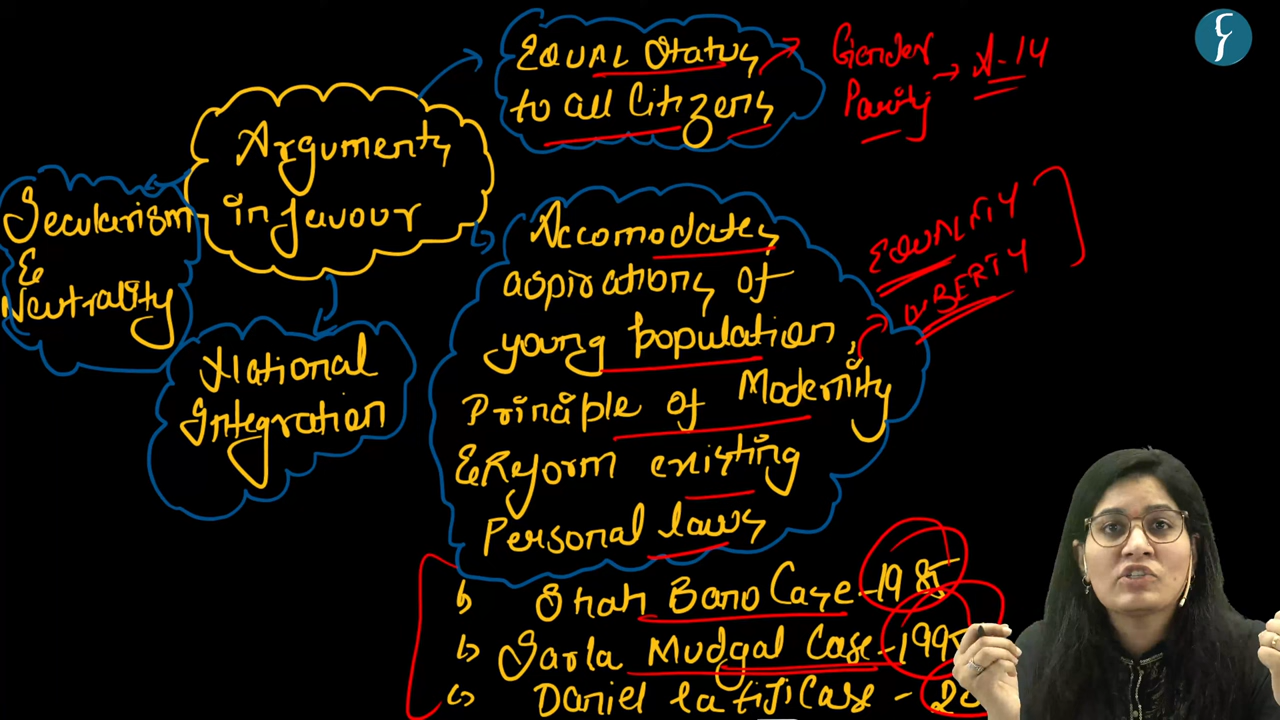 Arguments
in favour
EQUAL Status
to all Citizens
Gender
Parity → A-14
Secularism
&
Neutrality
National
Integration
Accomodates
aspirations of
young population,
Principle of Modernity
& Reform existing
Personal laws
EQUALITY
LIBERTY
Shah Bano Case - 1985
Sarla Mudgal Case - 1995
Daniel Latifi Case - 20